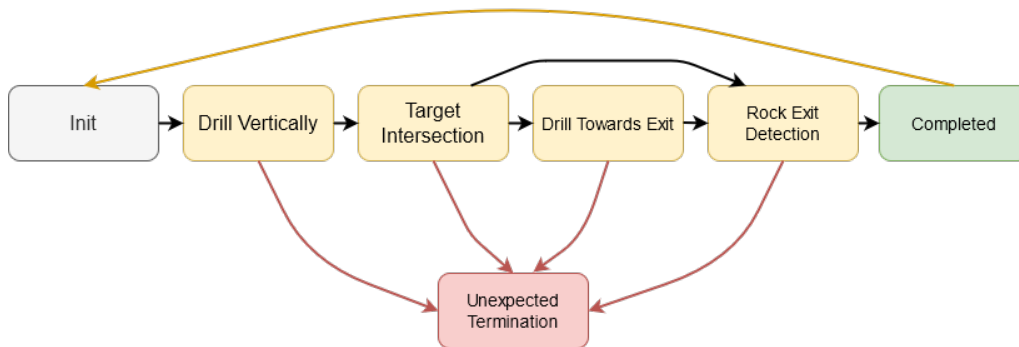 Init
Drill Vertically
Target
Intersection
Drill Towards Exit
Rock Exit
Detection
Completed
Unexpected
Termination